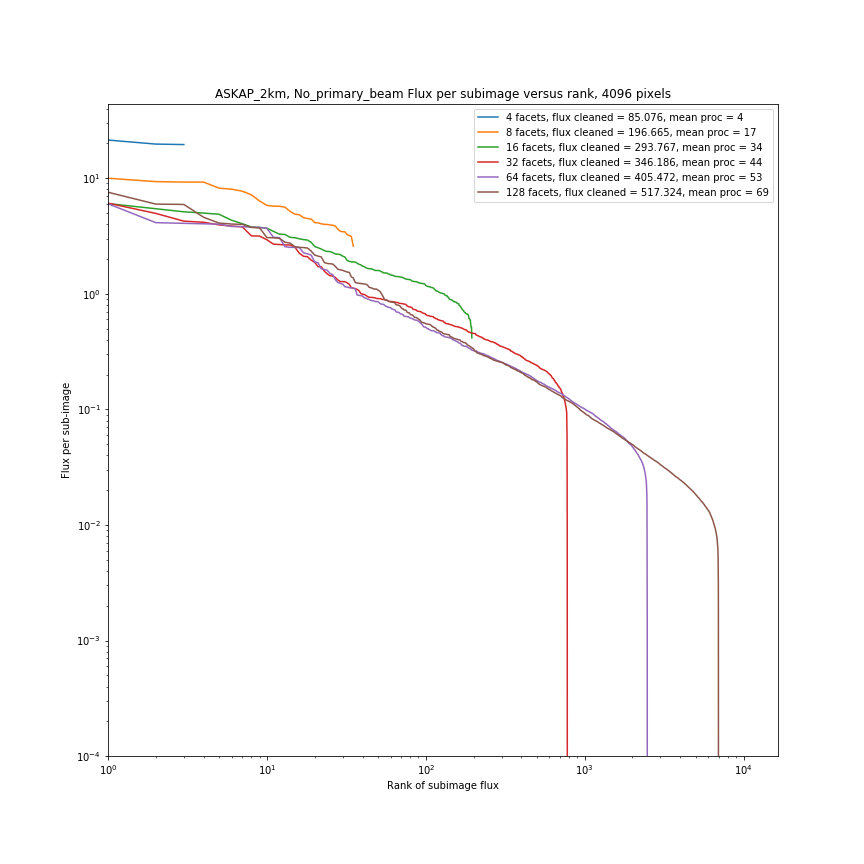 ASKAP_2km, No_primary_beam Flux per subimage versus rank, 4096 pixels
4 facets, flux cleaned = 85.076, mean proc = 4
8 facets, flux cleaned = 196.665, mean proc = 17
16 facets, flux cleaned = 293.767, mean proc = 34
32 facets, flux cleaned = 346.186, mean proc = 44
64 facets, flux cleaned = 405.472, mean proc = 53
128 facets, flux cleaned = 517.324, mean proc = 69
10¹
10⁰
10⁻¹
10⁻²
10⁻³
10⁻⁴
Flux per sub-image
10⁰ 10¹ 10² 10³ 10⁴
Rank of subimage flux